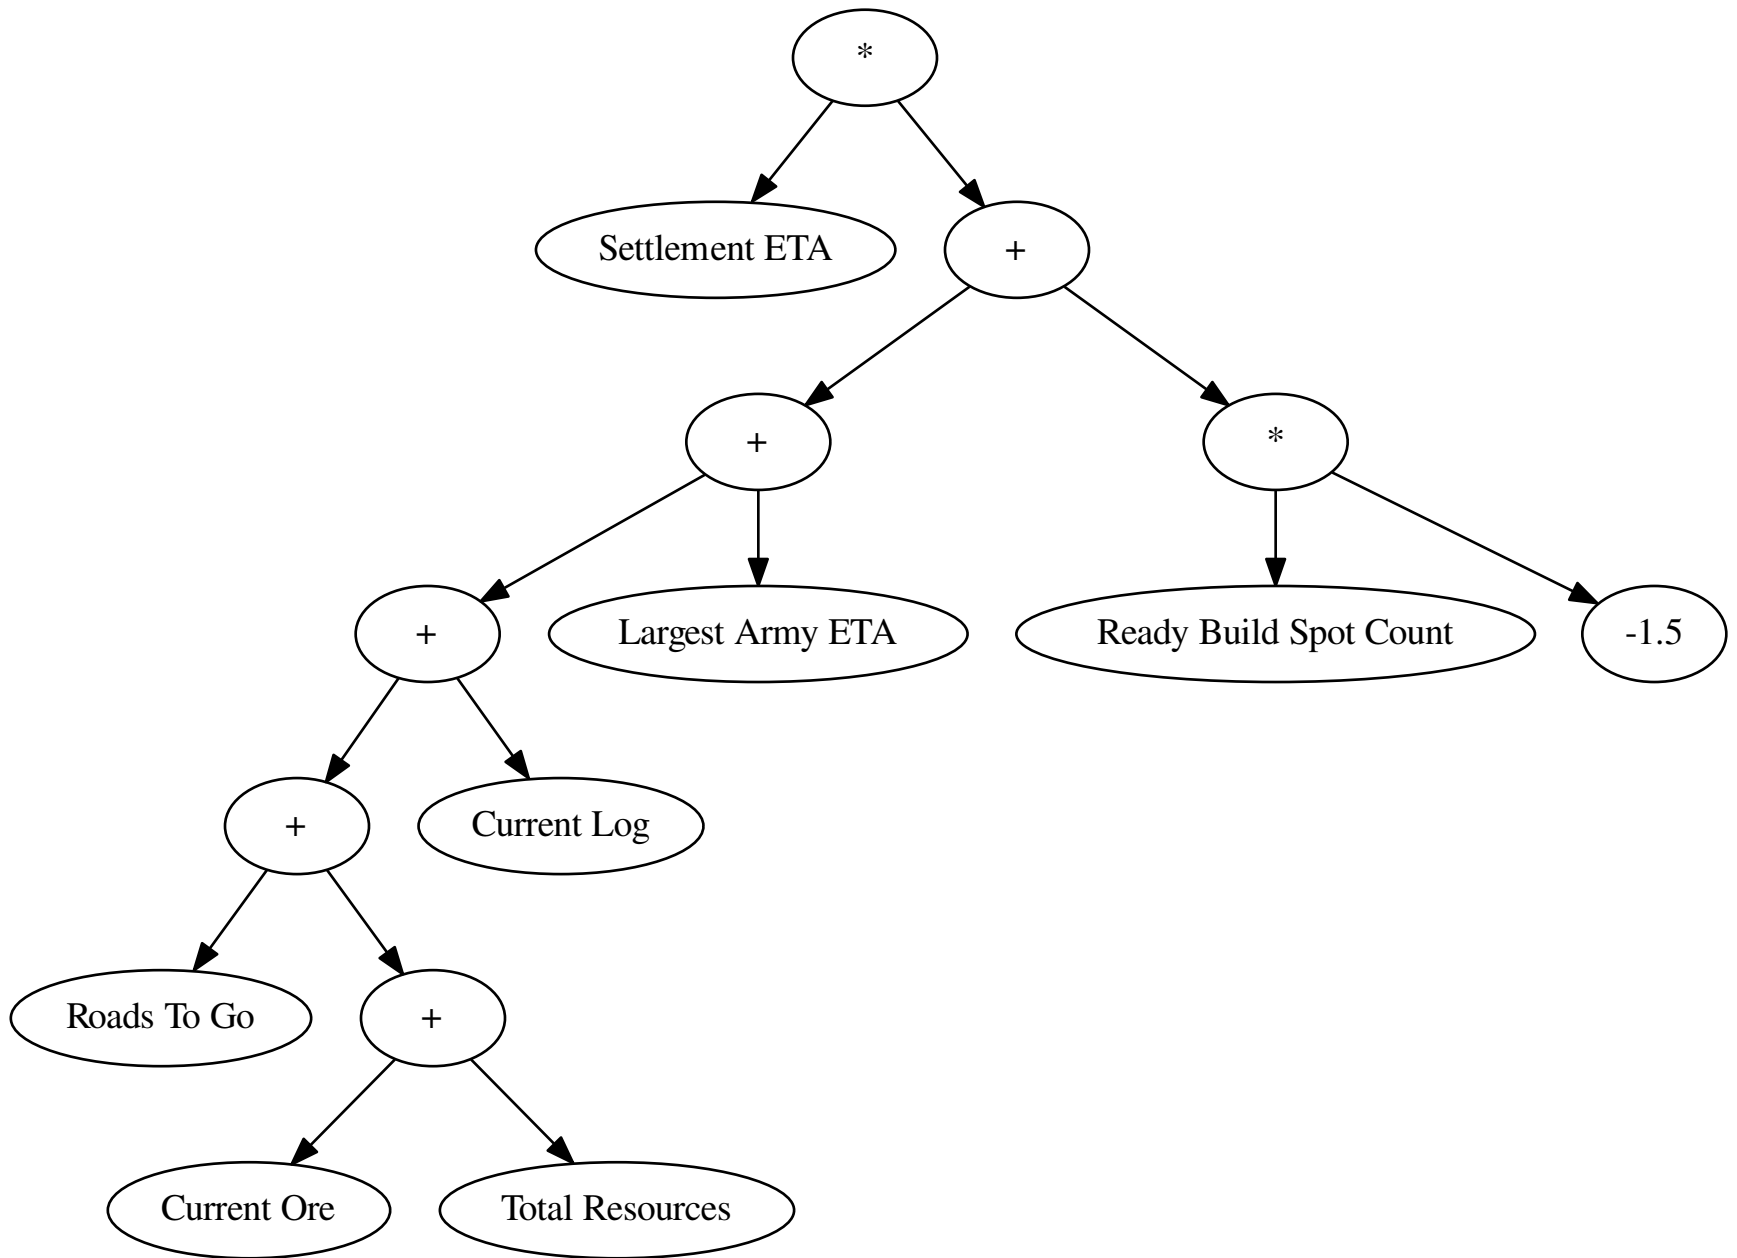 *
Settlement ETA
+
+
*
+
Largest Army ETA
Ready Build Spot Count
-1.5
+
Current Log
Roads To Go
+
Current Ore
Total Resources